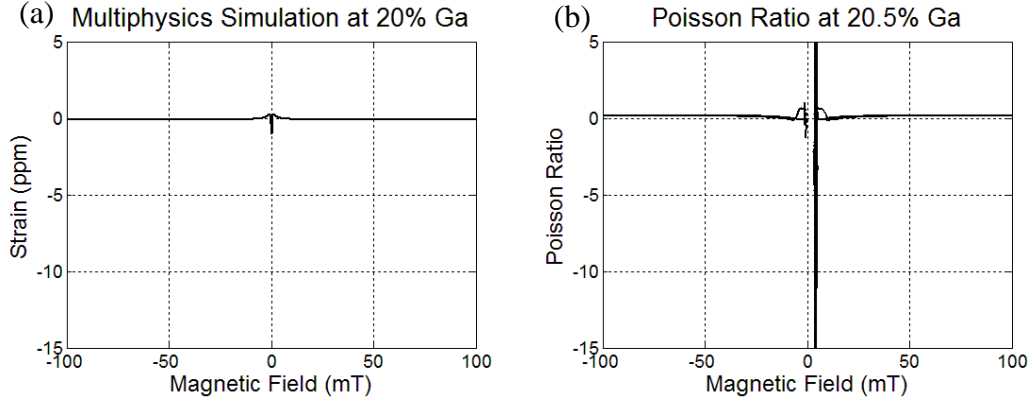 (a) Multiphysics Simulation at 20% Ga
5
0
-5
-10
-15
Strain (ppm)
-100 -50 0 50 100
Magnetic Field (mT)
(b) Poisson Ratio at 20.5% Ga
5
0
-5
-10
-15
Poisson Ratio
-100 -50 0 50 100
Magnetic Field (mT)